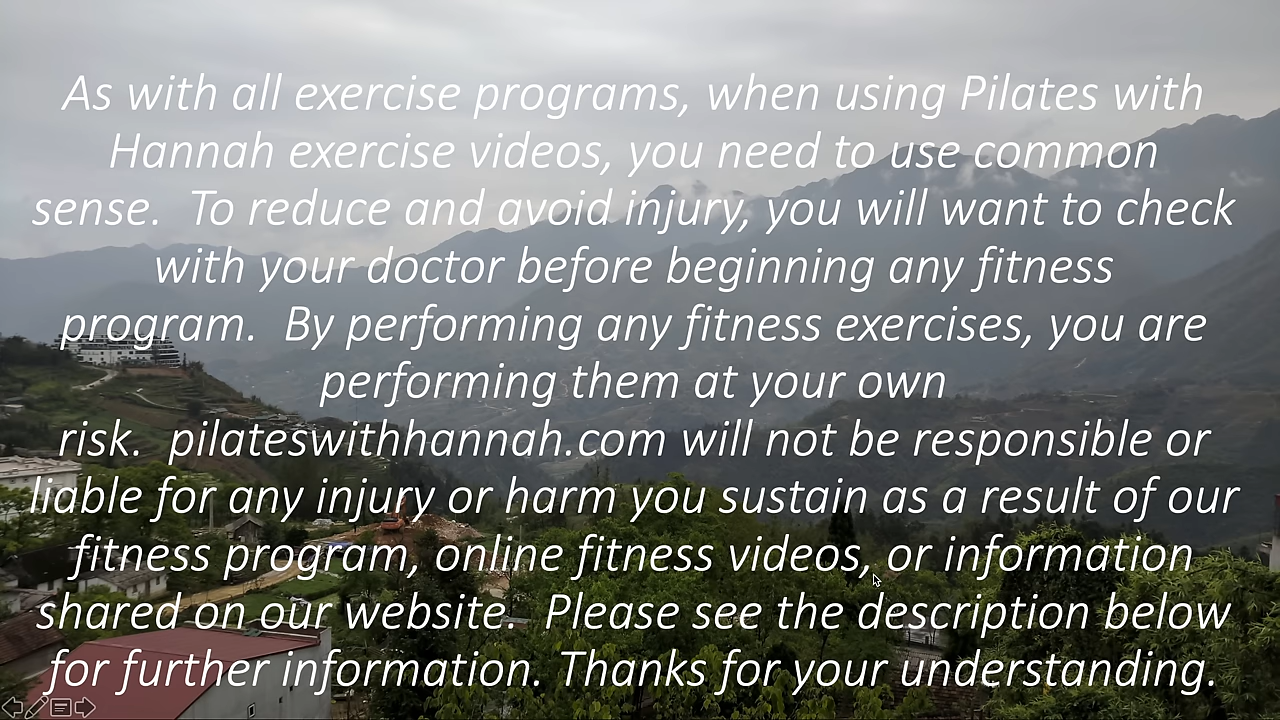 As with all exercise programs, when using Pilates with
Hannah exercise videos, you need to use common
sense.  To reduce and avoid injury, you will want to check
with your doctor before beginning any fitness
program.  By performing any fitness exercises, you are
performing them at your own
risk.  pilateswithhannah.com will not be responsible or
liable for any injury or harm you sustain as a result of our
fitness program, online fitness videos, or information
shared on our website.  Please see the description below
for further information. Thanks for your understanding.